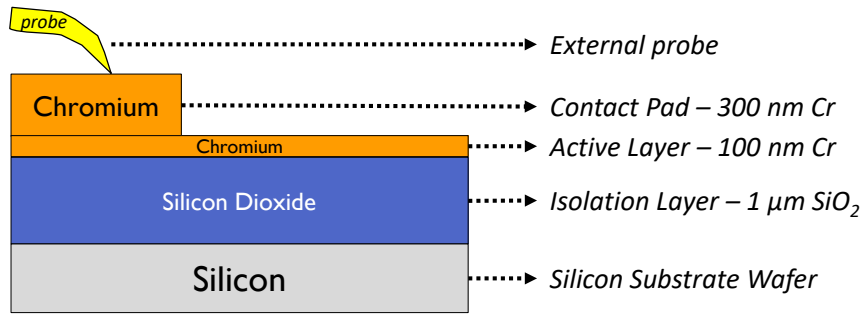 probe
External probe
Chromium
Contact Pad – 300 nm Cr
Chromium
Active Layer – 100 nm Cr
Silicon Dioxide
Isolation Layer – 1 μm SiO₂
Silicon
Silicon Substrate Wafer